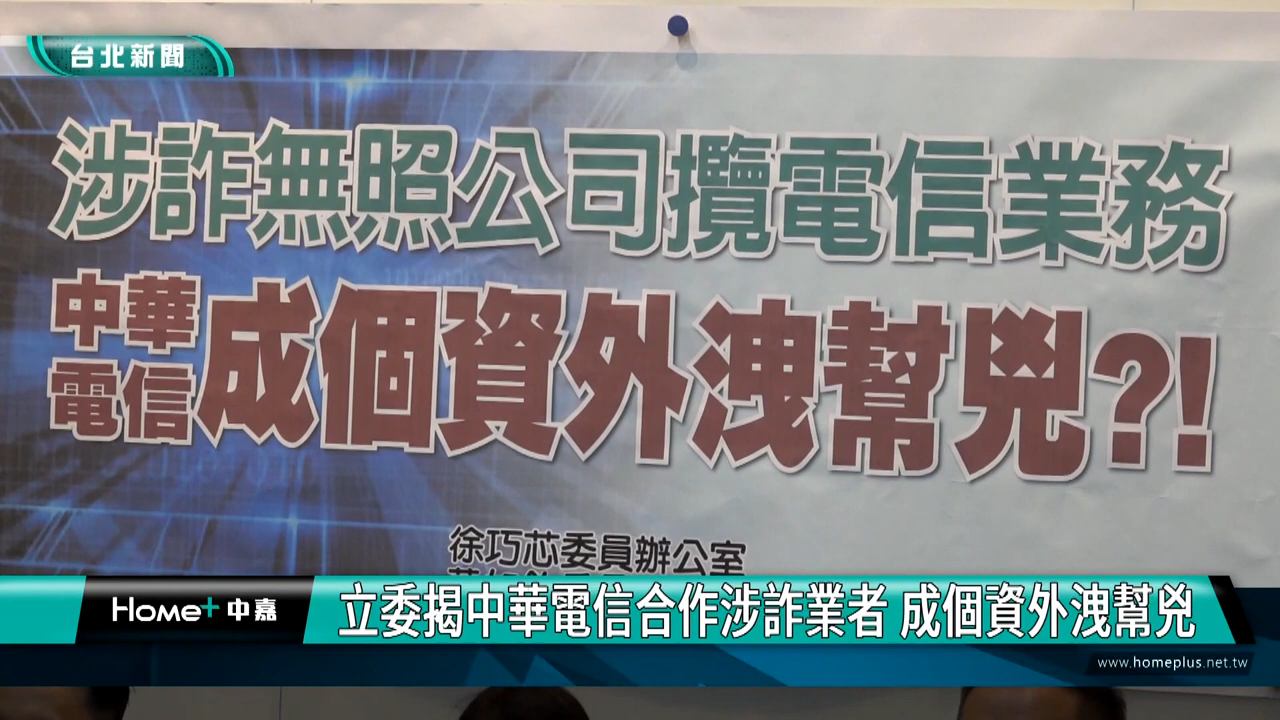 台北新聞
涉詐無照公司攬電信業務
中華
電信
成個資外洩幫兇?!
徐巧芯委員辦公室
Home+中嘉
立委揭中華電信合作涉詐業者 成個資外洩幫兇
www.homeplus.net.tw